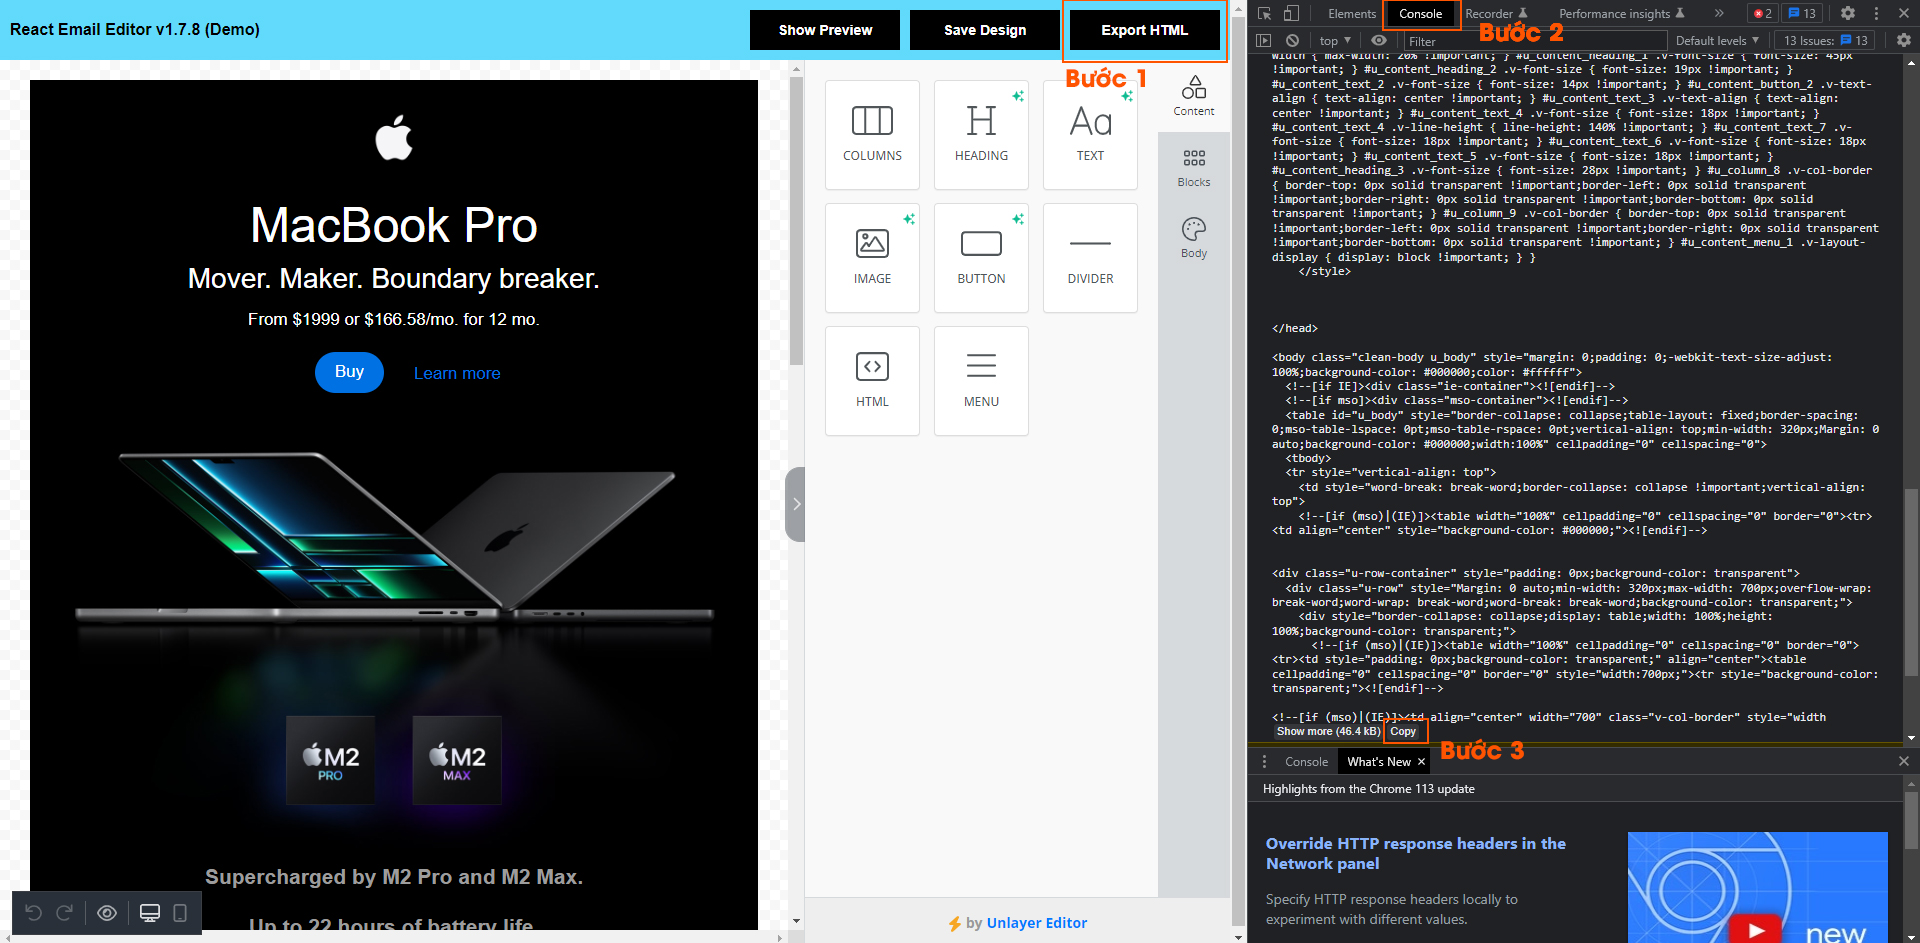 React Email Editor v1.7.8 (Demo)
Show Preview
Save Design
Export HTML
Bước 1
MacBook Pro
Mover. Maker. Boundary breaker.
From $1999 or $166.58/mo. for 12 mo.
Buy
Learn more
M2
PRO
M2
MAX
Supercharged by M2 Pro and M2 Max.
Up to 22 hours of battery life
COLUMNS
HEADING
TEXT
IMAGE
BUTTON
DIVIDER
HTML
MENU
Content
Blocks
Body
by Unlayer Editor
Elements
Console
Recorder
Performance insights
2
13
Bước 2
top
Filter
Default levels
13 Issues:
13
width { max-width: 20% !important; } #u_content_heading_1 .v-font-size { font-size: 45px
!important; } #u_content_heading_2 .v-font-size { font-size: 19px !important; }
#u_content_text_2 .v-font-size { font-size: 14px !important; } #u_content_button_2 .v-text-
align { text-align: center !important; } #u_content_text_3 .v-text-align { text-align:
center !important; } #u_content_text_4 .v-font-size { font-size: 18px !important; }
#u_content_text_4 .v-line-height { line-height: 140% !important; } #u_content_text_7 .v-
font-size { font-size: 18px !important; } #u_content_text_6 .v-font-size { font-size: 18px
!important; } #u_content_text_5 .v-font-size { font-size: 18px !important; }
#u_content_heading_3 .v-font-size { font-size: 28px !important; } #u_column_8 .v-col-border
{ border-top: 0px solid transparent !important;border-left: 0px solid transparent
!important;border-right: 0px solid transparent !important;border-bottom: 0px solid
transparent !important; } #u_column_9 .v-col-border { border-top: 0px solid transparent
!important;border-left: 0px solid transparent !important;border-right: 0px solid transparent
!important;border-bottom: 0px solid transparent !important; } #u_content_menu_1 .v-layout-
display { display: block !important; } }
</style>
</head>
<body class="clean-body u_body" style="margin: 0;padding: 0;-webkit-text-size-adjust:
100%;background-color: #000000;color: #ffffff">
<!--[if IE]><div class="ie-container"><![endif]-->
<!--[if mso]><div class="mso-container"><![endif]-->
<table id="u_body" style="border-collapse: collapse;table-layout: fixed;border-spacing:
0;mso-table-lspace: 0pt;mso-table-rspace: 0pt;vertical-align: top;min-width: 320px;Margin: 0
auto;background-color: #000000;width:100%" cellpadding="0" cellspacing="0">
<tbody>
<tr style="vertical-align: top">
<td style="word-break: break-word;border-collapse: collapse !important;vertical-align:
top">
<!--[if (mso)|(IE)]><table width="100%" cellpadding="0" cellspacing="0" border="0"><tr>
<td align="center" style="background-color: #000000;"><![endif]-->
<div class="u-row-container" style="padding: 0px;background-color: transparent">
<div class="u-row" style="Margin: 0 auto;min-width: 320px;max-width: 700px;overflow-wrap:
break-word;word-wrap: break-word;word-break: break-word;background-color: transparent;">
<div style="border-collapse: collapse;display: table;width: 100%;height:
100%;background-color: transparent;">
<!--[if (mso)|(IE)]><table width="100%" cellpadding="0" cellspacing="0" border="0">
<tr><td style="padding: 0px;background-color: transparent;" align="center"><table
cellpadding="0" cellspacing="0" border="0" style="width:700px;"><tr style="background-color:
transparent;"><![endif]-->
<!--[if (mso)|(IE)]><td align="center" width="700" class="v-col-border" style="width
Show more (46.4 kB)
Copy
Bước 3
Console
What's New
Highlights from the Chrome 113 update
Override HTTP response headers in the
Network panel
Specify HTTP response headers locally to
experiment with different values.
new